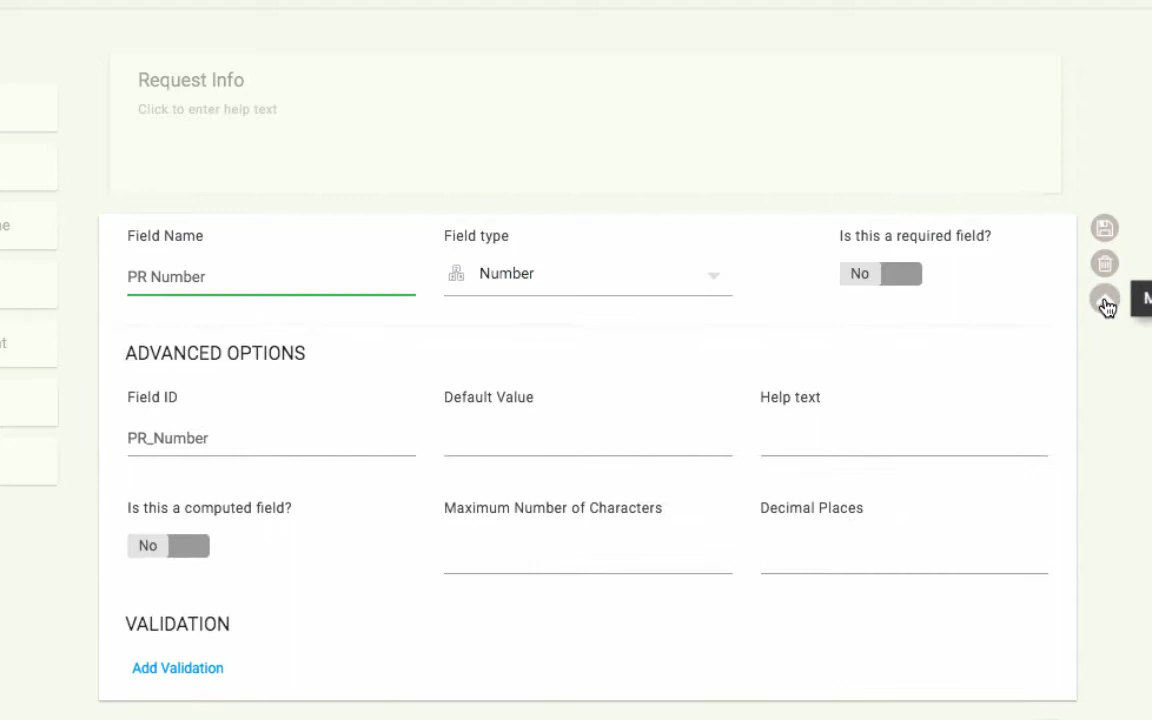 Request Info
Click to enter help text
e
t
Field Name
Field type
Is this a required field?
PR Number
Number
No
M
ADVANCED OPTIONS
Field ID
Default Value
Help text
PR_Number
Is this a computed field?
Maximum Number of Characters
Decimal Places
No
VALIDATION
Add Validation